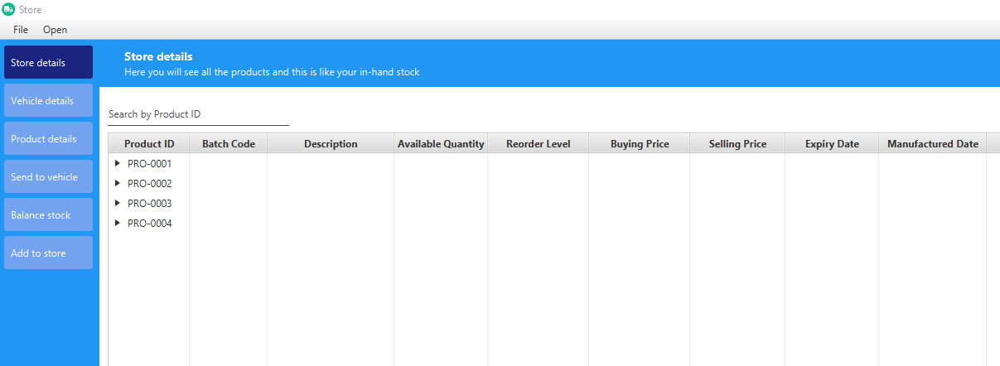 Store
File Open
Store details
Here you will see all the products and this is like your in-hand stock
Store details
Vehicle details
Product details
Send to vehicle
Balance stock
Add to store
Search by Product ID
Product ID Batch Code Description Available Quantity Reorder Level Buying Price Selling Price Expiry Date Manufactured Date
PRO-0001
PRO-0002
PRO-0003
PRO-0004